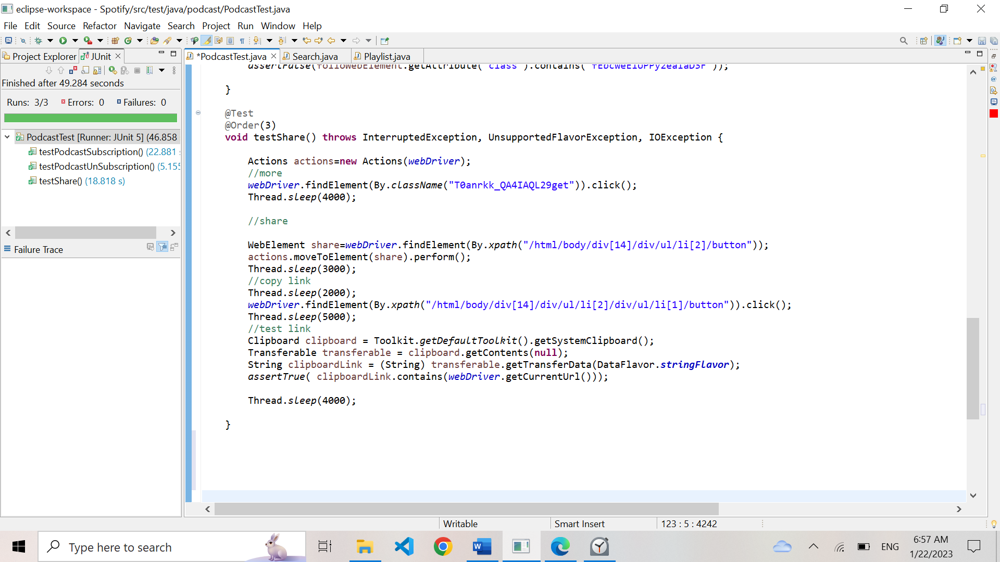 eclipse-workspace - Spotify/src/test/java/podcast/PodcastTest.java
File Edit Source Refactor Navigate Search Project Run Window Help
Project Explorer JUnit
*PodcastTest.java Search.java Playlist.java
Finished after 49.284 seconds
Runs: 3/3 Errors: 0 Failures: 0
PodcastTest [Runner: JUnit 5] (46.858
testPodcastSubscription() (22.881
testPodcastUnSubscription() (5.155
testShare() (18.818 s)
Failure Trace
}
@Test
@Order(3)
void testShare() throws InterruptedException, UnsupportedFlavorException, IOException {
Actions actions=new Actions(webDriver);
//more
webDriver.findElement(By.className("T0anrkk_QA4IAQL29get")).click();
Thread.sleep(4000);
//share
WebElement share=webDriver.findElement(By.xpath("/html/body/div[14]/div/ul/li[2]/button"));
actions.moveToElement(share).perform();
Thread.sleep(3000);
//copy link
Thread.sleep(2000);
webDriver.findElement(By.xpath("/html/body/div[14]/div/ul/li[2]/div/ul/li[1]/button")).click();
Thread.sleep(5000);
//test link
Clipboard clipboard = Toolkit.getDefaultToolkit().getSystemClipboard();
Transferable transferable = clipboard.getContents(null);
String clipboardLink = (String) transferable.getTransferData(DataFlavor.stringFlavor);
assertTrue( clipboardLink.contains(webDriver.getCurrentUrl()));
Thread.sleep(4000);
}
Writable Smart Insert 123 : 5 : 4242
Type here to search
ENG
6:57 AM
1/22/2023